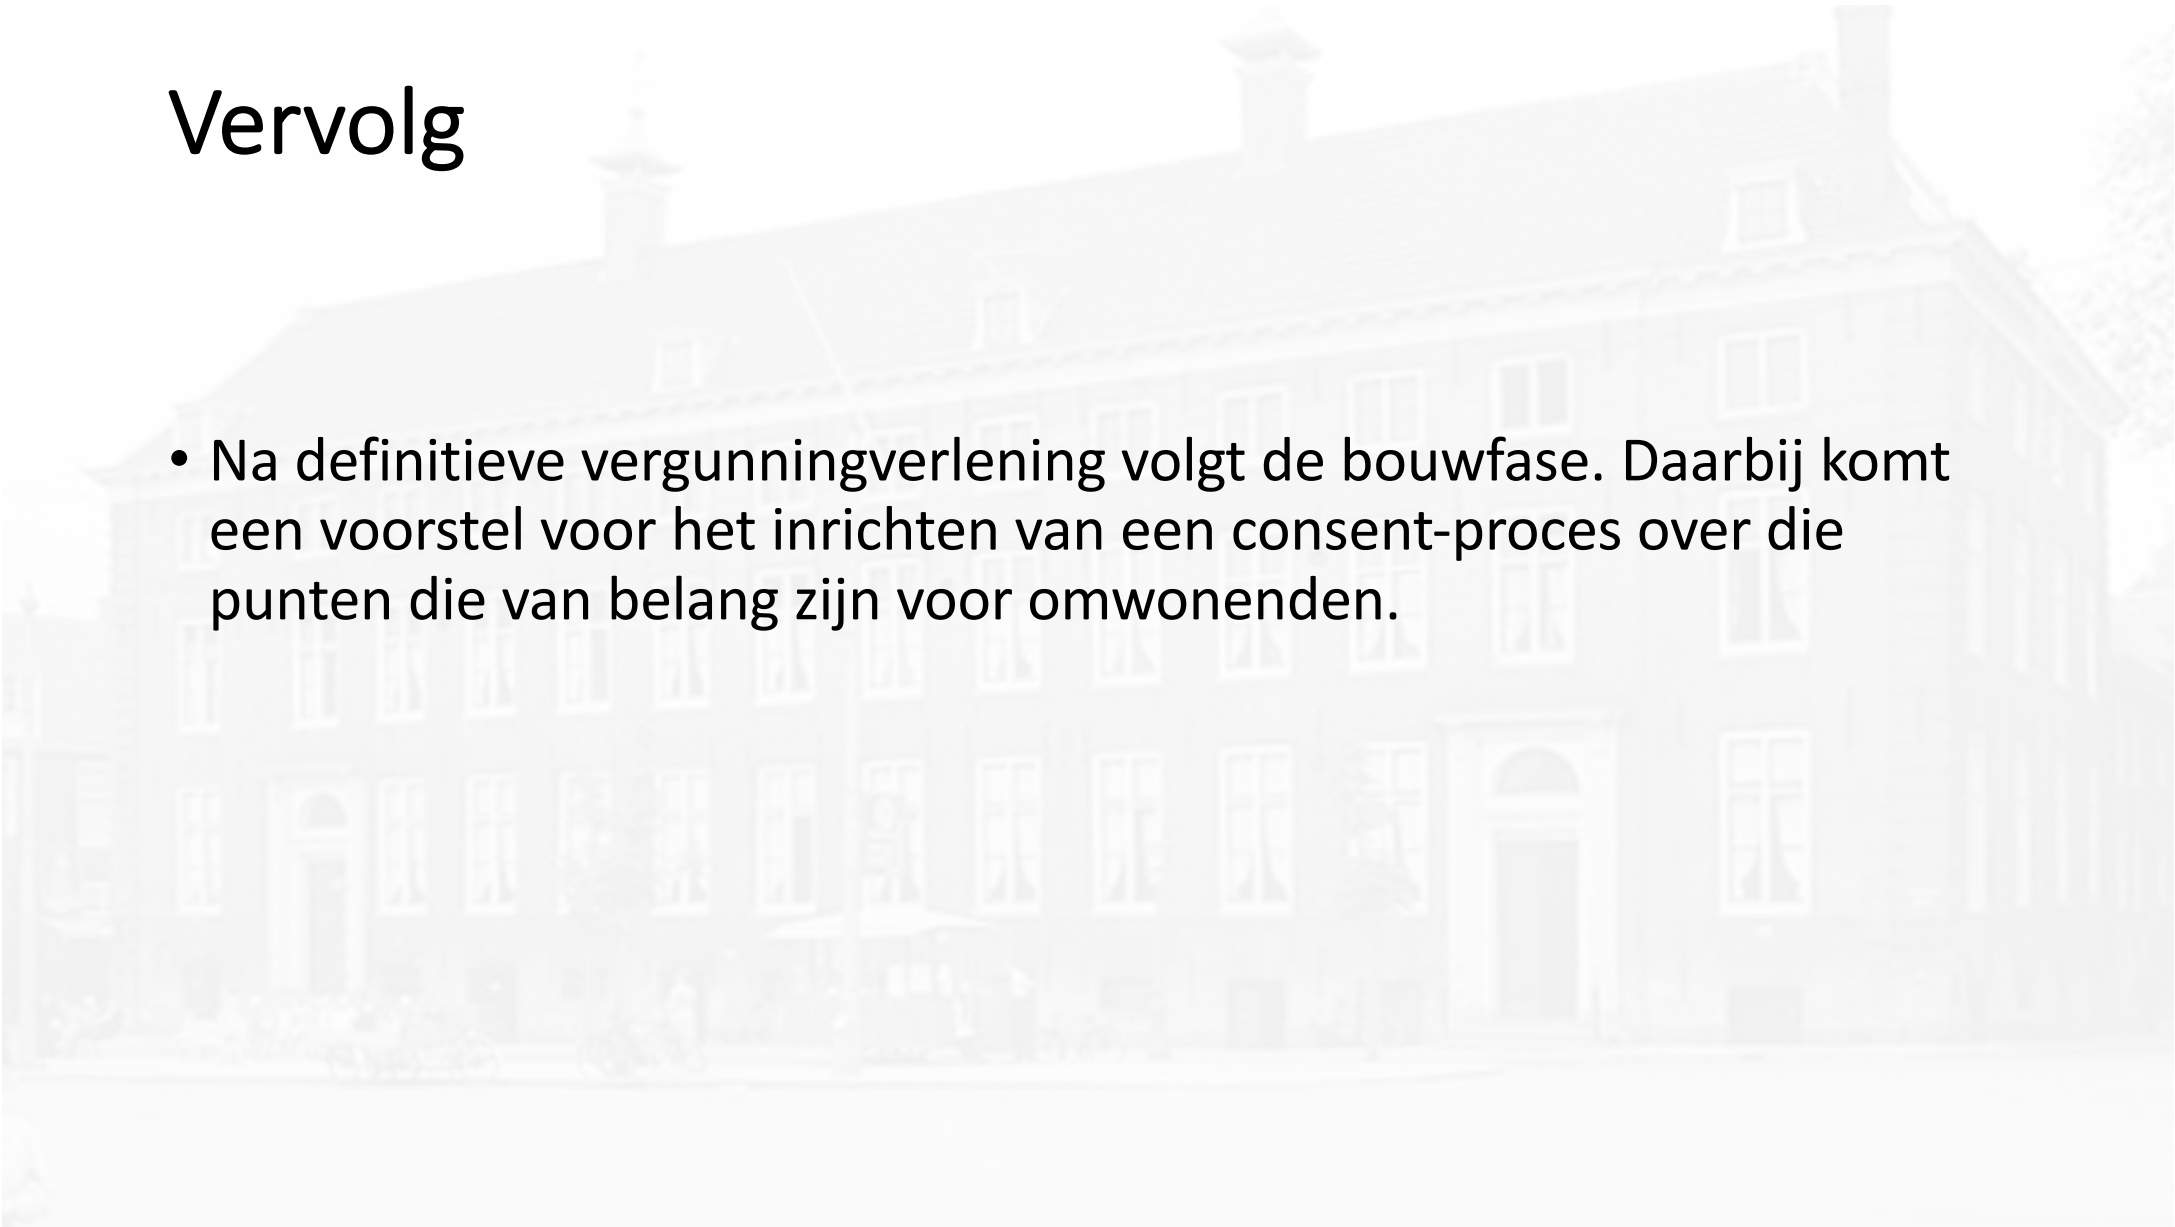 Vervolg
• Na definitieve vergunningverlening volgt de bouwfase. Daarbij komt
een voorstel voor het inrichten van een consent-proces over die
punten die van belang zijn voor omwonenden.